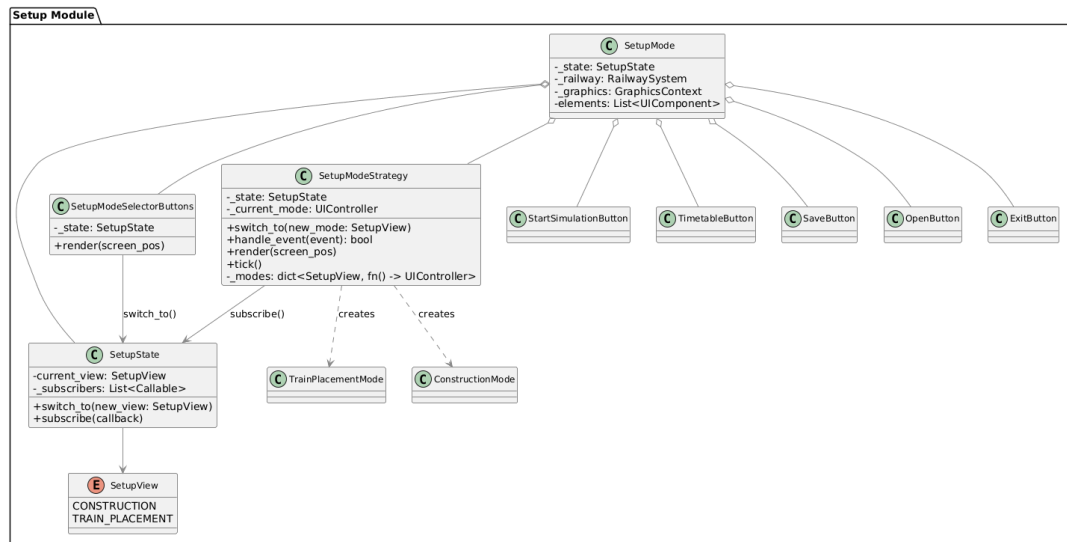 Setup Module
C SetupMode
-_state: SetupState
-_railway: RailwaySystem
-_graphics: GraphicsContext
-elements: List<UIComponent>
C SetupModeSelectorButtons
-_state: SetupState
+render(screen_pos)
C SetupModeStrategy
-_state: SetupState
-_current_mode: UIController
+switch_to(new_mode: SetupView)
+handle_event(event): bool
+render(screen_pos)
+tick()
-_modes: dict<SetupView, fn() -> UIController>
C StartSimulationButton
C TimetableButton
C SaveButton
C OpenButton
C ExitButton
switch_to()
subscribe()
creates
creates
C SetupState
-current_view: SetupView
-_subscribers: List<Callable>
+switch_to(new_view: SetupView)
+subscribe(callback)
C TrainPlacementMode
C ConstructionMode
E SetupView
CONSTRUCTION
TRAIN_PLACEMENT